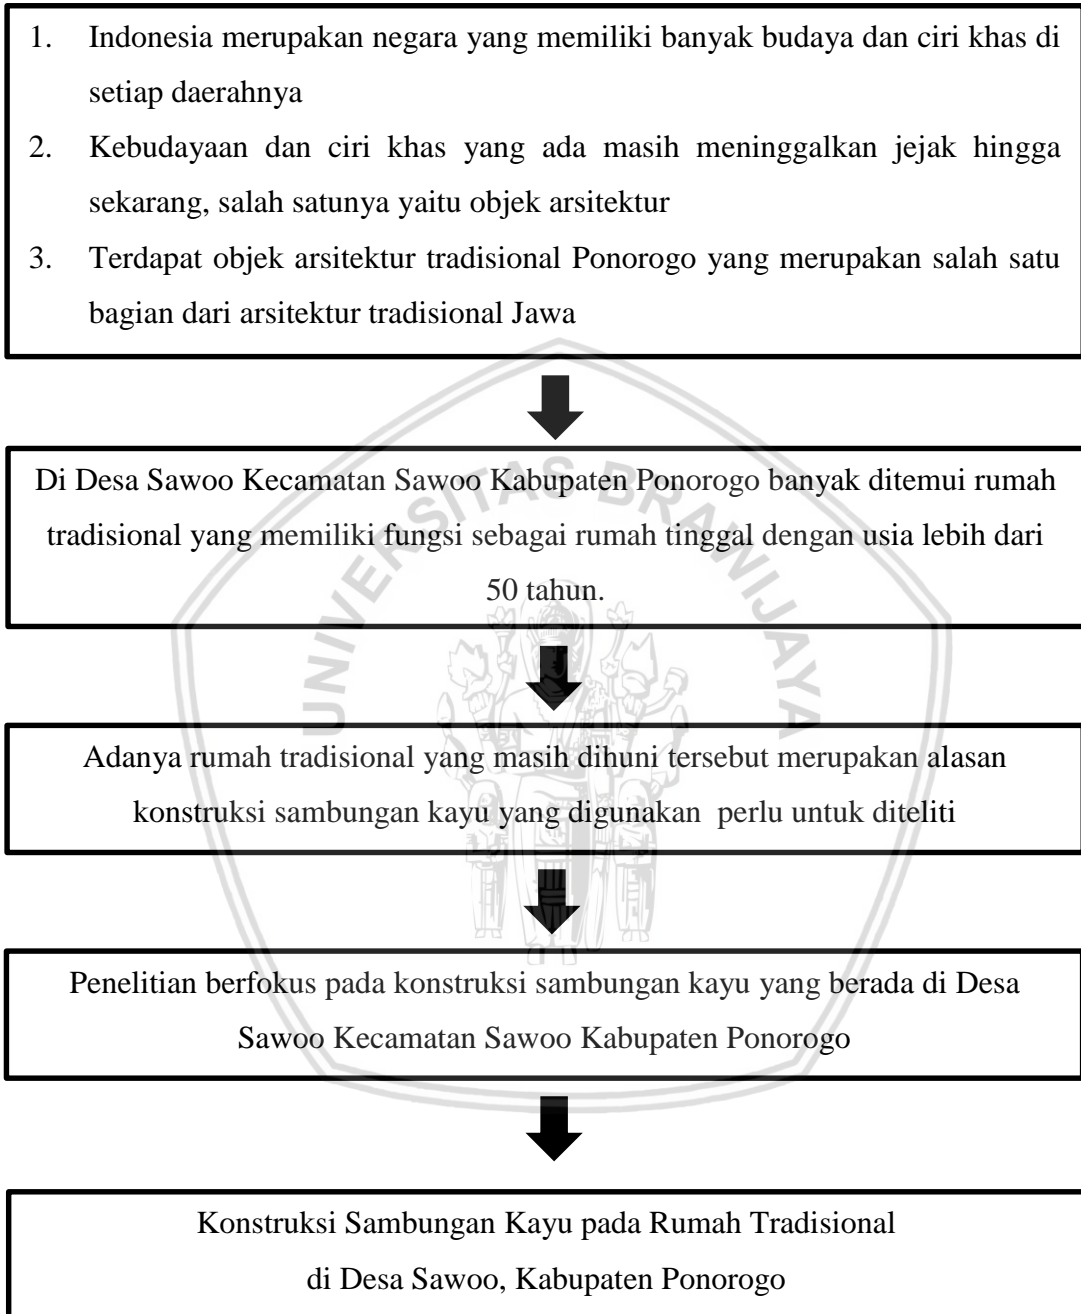 1. Indonesia merupakan negara yang memiliki banyak budaya dan ciri khas di
setiap daerahnya
2. Kebudayaan dan ciri khas yang ada masih meninggalkan jejak hingga
sekarang, salah satunya yaitu objek arsitektur
3. Terdapat objek arsitektur tradisional Ponorogo yang merupakan salah satu
bagian dari arsitektur tradisional Jawa
Di Desa Sawoo Kecamatan Sawoo Kabupaten Ponorogo banyak ditemui rumah
tradisional yang memiliki fungsi sebagai rumah tinggal dengan usia lebih dari
50 tahun.
UNIVERSITAS BRAWIJAYA
Adanya rumah tradisional yang masih dihuni tersebut merupakan alasan
konstruksi sambungan kayu yang digunakan perlu untuk diteliti
Penelitian berfokus pada konstruksi sambungan kayu yang berada di Desa
Sawoo Kecamatan Sawoo Kabupaten Ponorogo
Konstruksi Sambungan Kayu pada Rumah Tradisional
di Desa Sawoo, Kabupaten Ponorogo